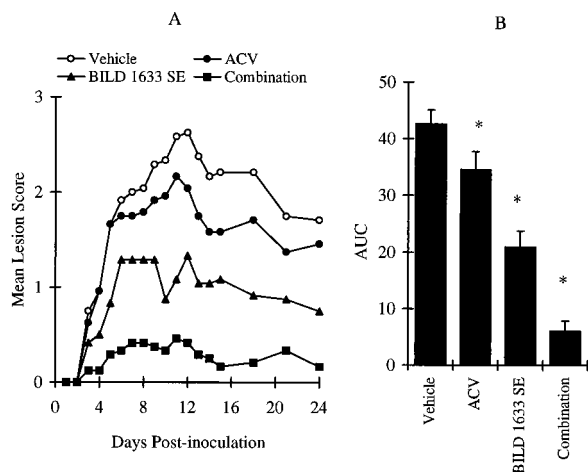 A
Vehicle
ACV
BILD 1633 SE
Combination
3
2
1
0
Mean Lesion Score
0
4
8
12
16
20
24
Days Post-inoculation
B
50
40
30
20
10
0
AUC
*
*
*
Vehicle
ACV
BILD 1633 SE
Combination